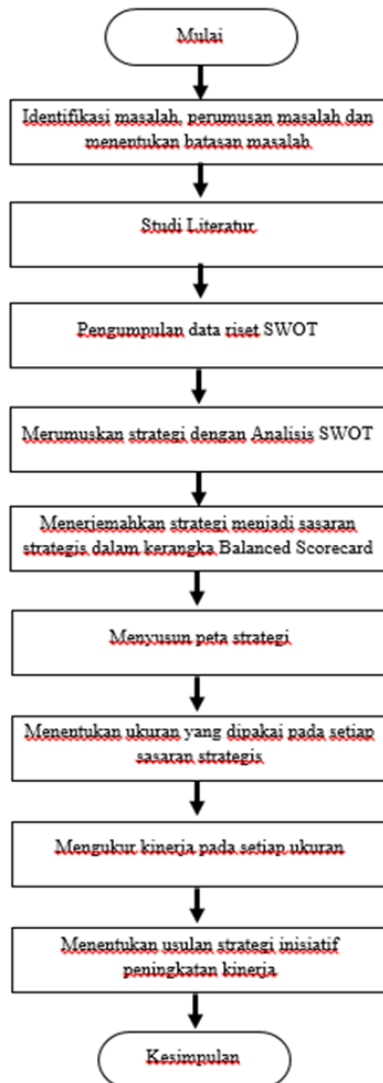 Mulai
Identifikasi masalah, perumusan masalah dan
menentukan batasan masalah
Studi Literatur
Pengumpulan data riset SWOT
Merumuskan strategi dengan Analisis SWOT
Menerjemahkan strategi menjadi sasaran
strategis dalam kerangka Balanced Scorecard
Menyusun peta strategi
Menentukan ukuran yang dipakai pada setiap
sasaran strategis
Mengukur kinerja pada setiap ukuran
Menentukan usulan strategi inisiatif
peningkatan kinerja
Kesimpulan